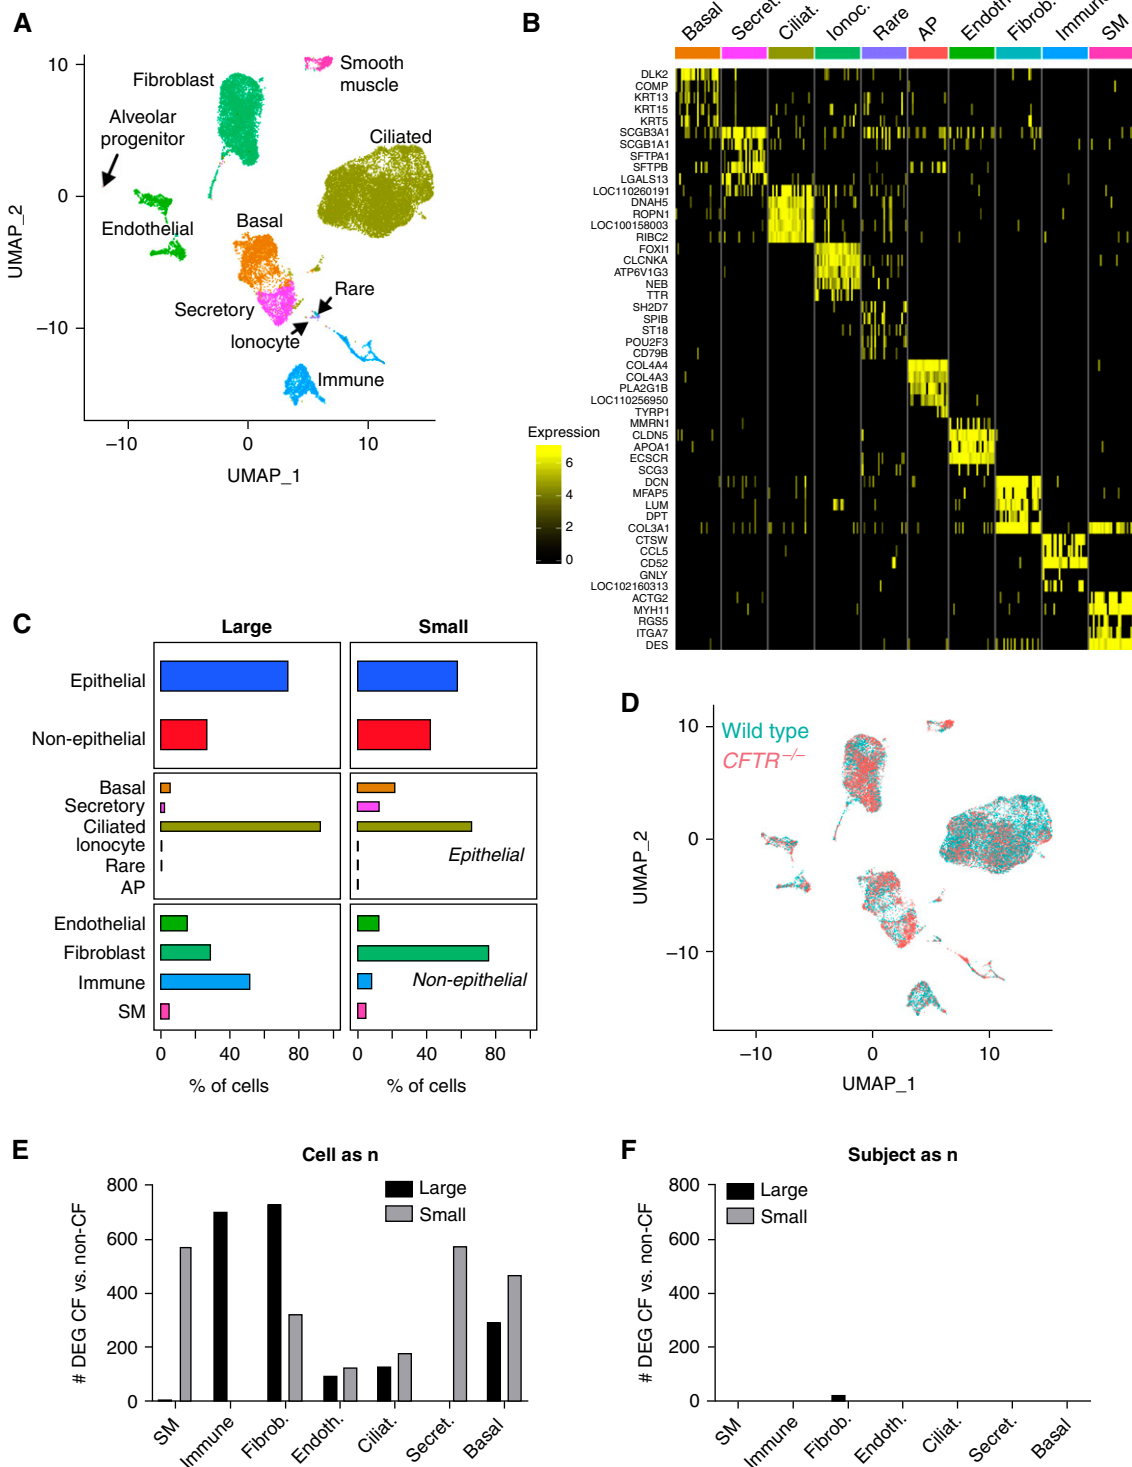 A
10
0
−10
−10
0
10
UMAP_2
UMAP_1
Fibroblast
Smooth
muscle
Alveolar
progenitor
Ciliated
Endothelial
Basal
Secretory
Rare
Ionocyte
Immune
B
Basal
Secret.
Ciliat.
Ionoc.
Rare
AP
Endoth.
Fibrob.
Immune
SM
DLK2
COMP
KRT13
KRT15
KRT5
SCGB3A1
SCGB1A1
SFTPA1
SFTPB
LGALS13
LOC110260191
DNAH5
ROPN1
LOC100158003
RIBC2
FOXI1
CLCNKA
ATP6V1G3
NEB
TTR
SH2D7
SPIB
ST18
POU2F3
CD79B
COL4A4
COL4A3
PLA2G1B
LOC110256950
TYRP1
MMRN1
CLDN5
APOA1
ECSCR
SCG3
DCN
MFAP5
LUM
DPT
COL3A1
CTSW
CCL5
CD52
GNLY
LOC102160313
ACTG2
MYH11
RGS5
ITGA7
DES
Expression
6
4
2
0
C
Large
Small
Epithelial
Non-epithelial
Basal
Secretory
Ciliated
Ionocyte
Rare
AP
Epithelial
Endothelial
Fibroblast
Immune
SM
Non-epithelial
0 40 80
0 40 80
% of cells
% of cells
D
Wild type
CFTR−/−
10
0
−10
−10
0
10
UMAP_2
UMAP_1
E
Cell as n
Large
Small
800
600
400
200
0
# DEG CF vs. non-CF
SM
Immune
Fibrob.
Endoth.
Ciliat.
Secret.
Basal
F
Subject as n
Large
Small
800
600
400
200
0
# DEG CF vs. non-CF
SM
Immune
Fibrob.
Endoth.
Ciliat.
Secret.
Basal